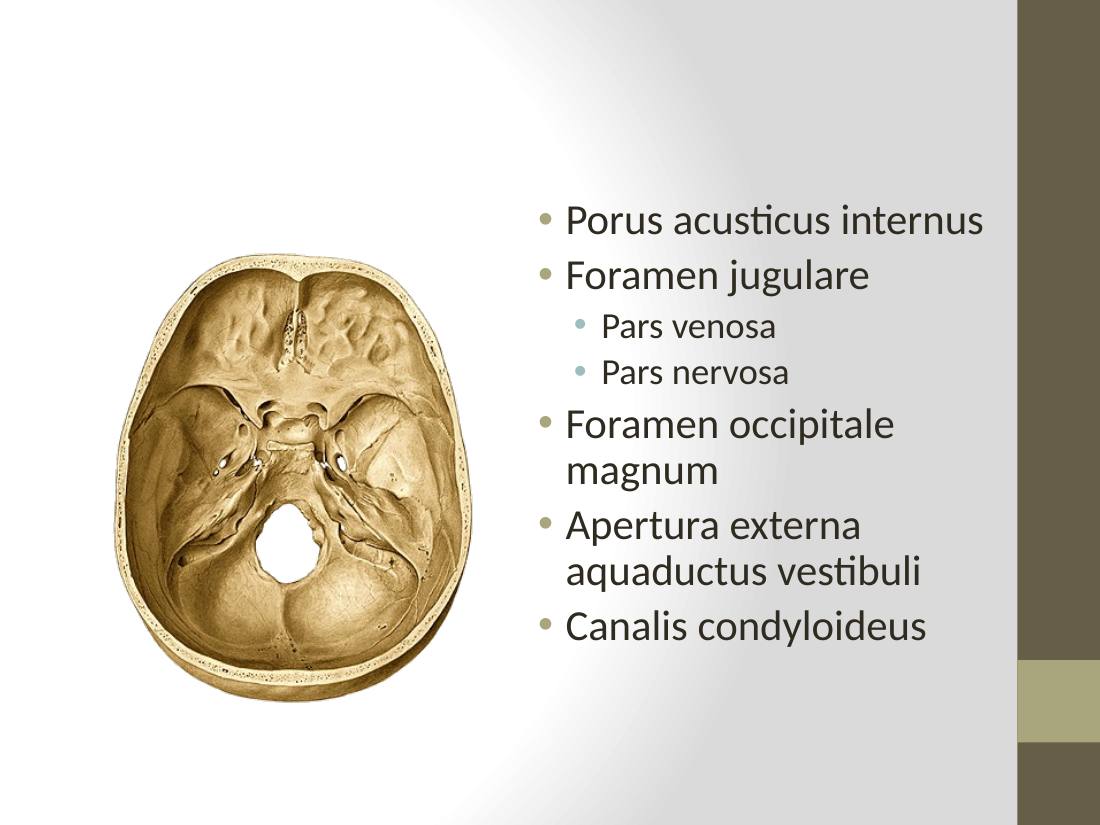 • Porus acusticus internus
• Foramen jugulare
• Pars venosa
• Pars nervosa
• Foramen occipitale
magnum
• Apertura externa
aquaductus vestibuli
• Canalis condyloideus